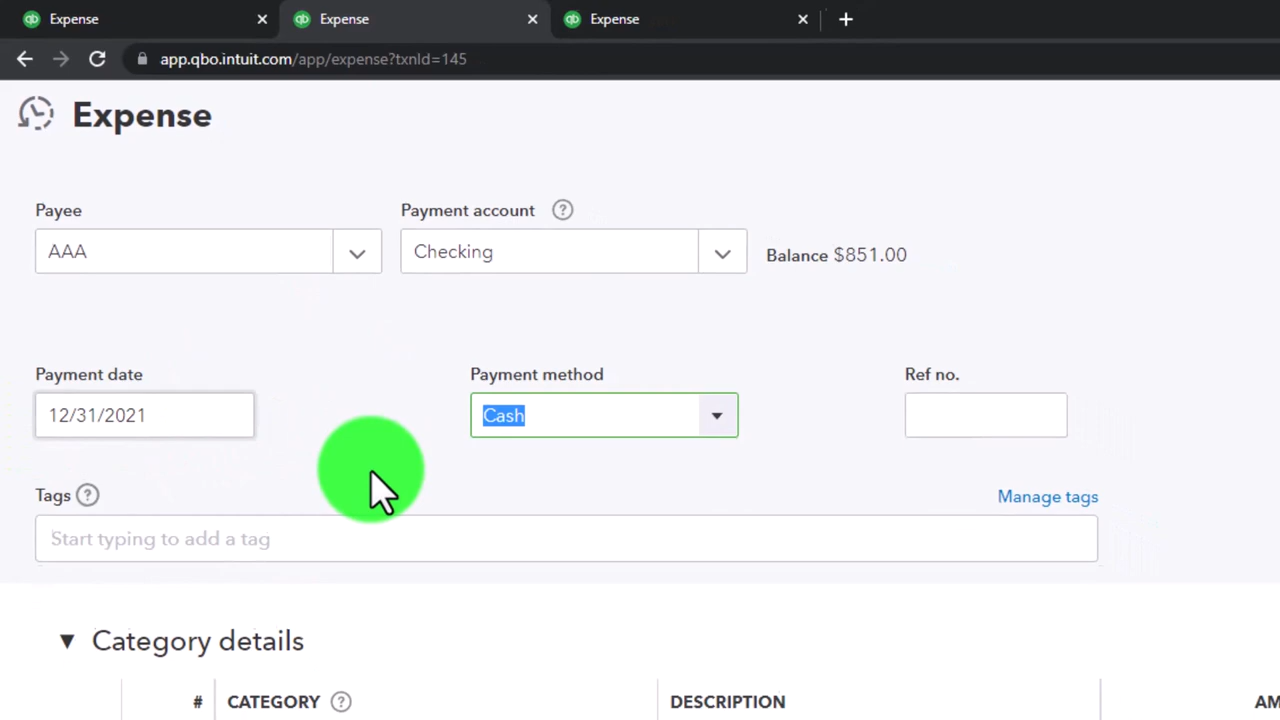 Expense Expense Expense
app.qbo.intuit.com/app/expense?txnId=145
Expense
Payee Payment account ?
AAA Checking Balance $851.00
Payment date Payment method Ref no.
12/31/2021 Cash
Tags ? Manage tags
Start typing to add a tag
Category details
# CATEGORY ? DESCRIPTION AM